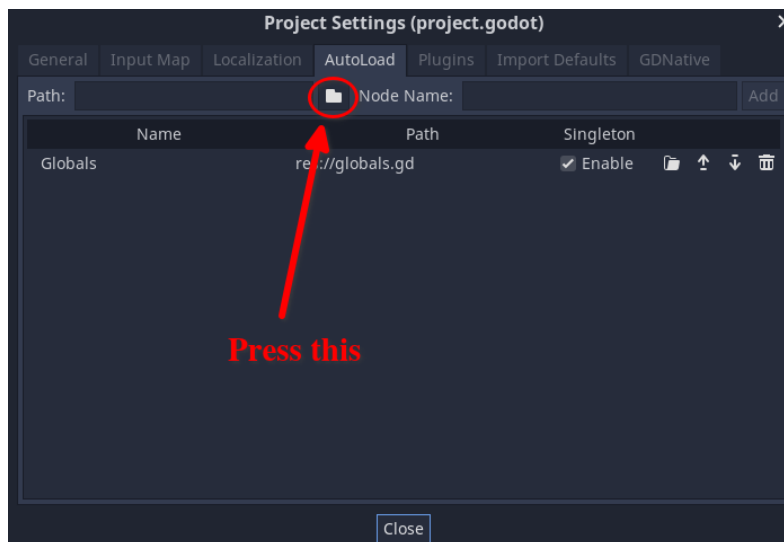 Project Settings (project.godot)
General Input Map Localization AutoLoad Plugins Import Defaults GDNative
Path: Node Name: Add
Name Path Singleton
Globals res://globals.gd Enable
Press this
Close